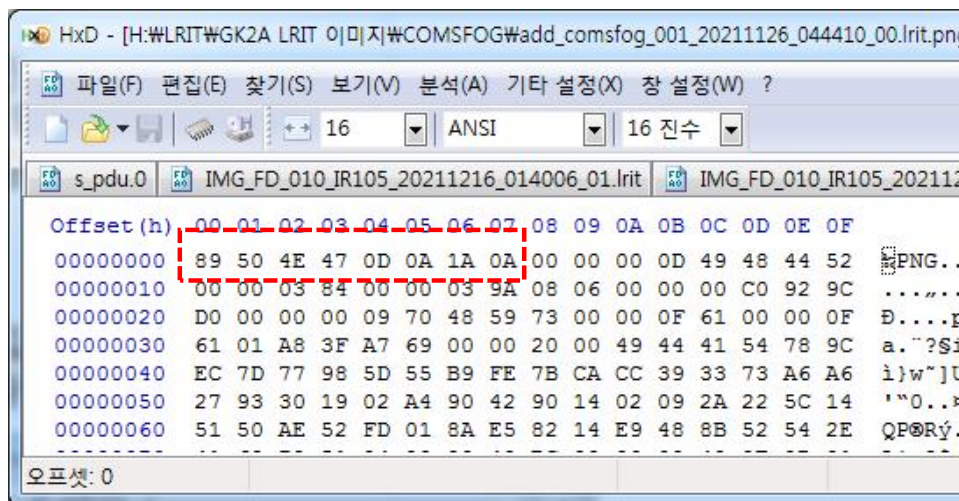 HxD - [H:₩LRIT₩GK2A LRIT 이미지₩COMSFOG₩add_comsfog_001_20211126_044410_00.lrit.png
파일(F) 편집(E) 찾기(S) 보기(V) 분석(A) 기타 설정(X) 창 설정(W) ?
16 ANSI 16 진수
s_pdu.0 IMG_FD_010_IR105_20211216_014006_01.lrit IMG_FD_010_IR105_202112
Offset(h) 00 01 02 03 04 05 06 07 08 09 0A 0B 0C 0D 0E 0F
00000000 89 50 4E 47 0D 0A 1A 0A 00 00 00 0D 49 48 44 52 PNG..
00000010 00 00 03 84 00 00 03 9A 08 06 00 00 00 C0 92 9C ...„..
00000020 D0 00 00 00 09 70 48 59 73 00 00 0F 61 00 00 0F Ð....p
00000030 61 01 A8 3F A7 69 00 00 20 00 49 44 41 54 78 9C a.¨?§i
00000040 EC 7D 77 98 5D 55 B9 FE 7B CA CC 39 33 73 A6 A6 ì}w˜]U
00000050 27 93 30 19 02 A4 90 42 90 14 02 09 2A 22 5C 14 '“0..¤
00000060 51 50 AE 52 FD 01 8A E5 82 14 E9 48 8B 52 54 2E QP®Rý.
오프셋: 0